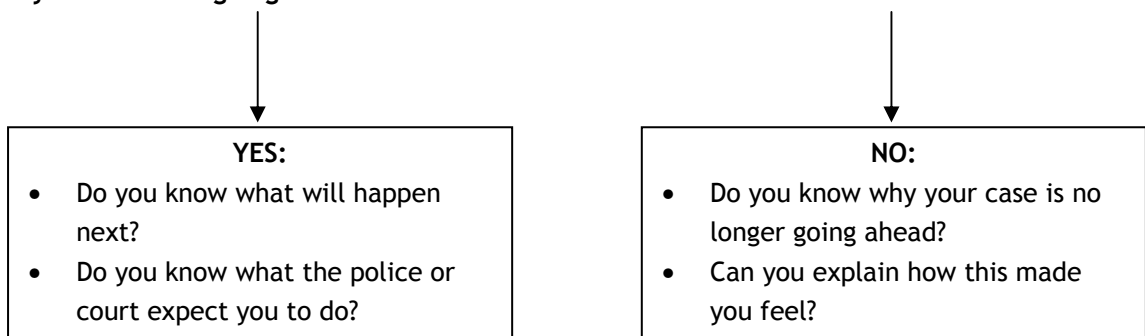 YES:
• Do you know what will happen
next?
• Do you know what the police or
court expect you to do?
NO:
• Do you know why your case is no
longer going ahead?
• Can you explain how this made
you feel?